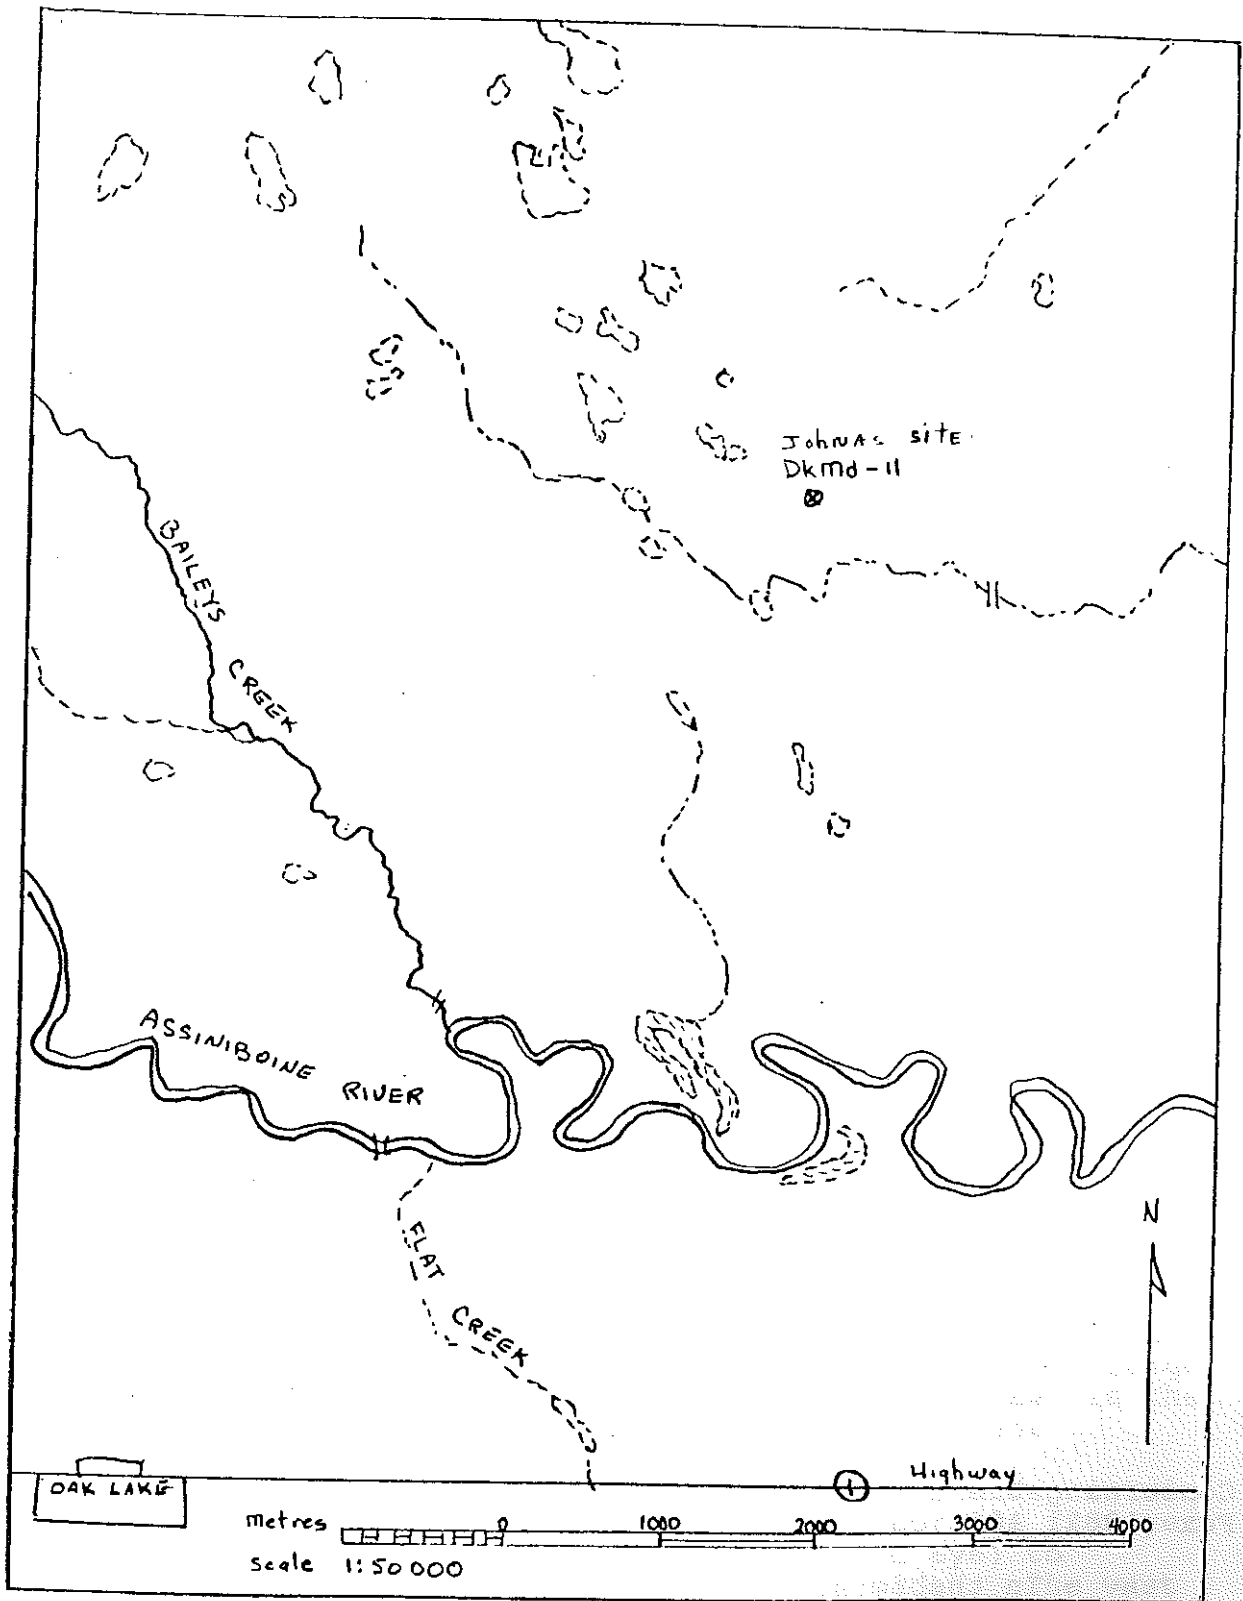 JohNAs sitE
DkMd-11
BAILEYS CREEK
ASSINIBOINE RIVER
FLAT CREEK
N
OAK LAKE
1 Highway
metres 0 1000 2000 3000 4000
scale 1:50 000